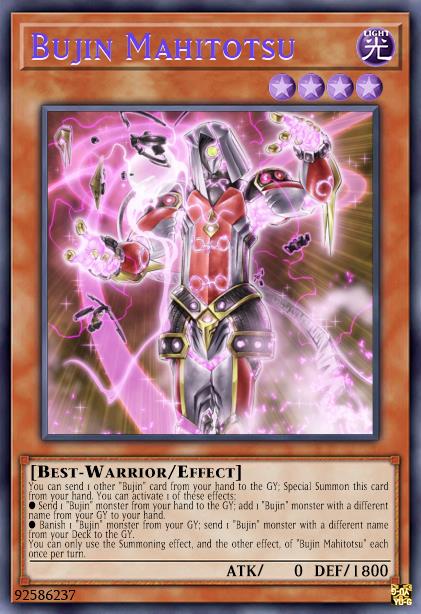 Bujin Mahitotsu
LIGHT
光
[Best-Warrior/Effect]
You can send 1 other "Bujin" card from your hand to the GY; Special Summon this card
from your hand. You can activate 1 of these effects;
● Send 1 "Bujin" monster from your hand to the GY; add 1 "Bujin" monster with a different
name from your GY to your hand.
● Banish 1 "Bujin" monster from your GY; send 1 "Bujin" monster with a different name
from your Deck to the GY.
You can only use the Summoning effect, and the other effect, of "Bujin Mahitotsu" each
once per turn.
ATK/ 0 DEF/1800
92586237